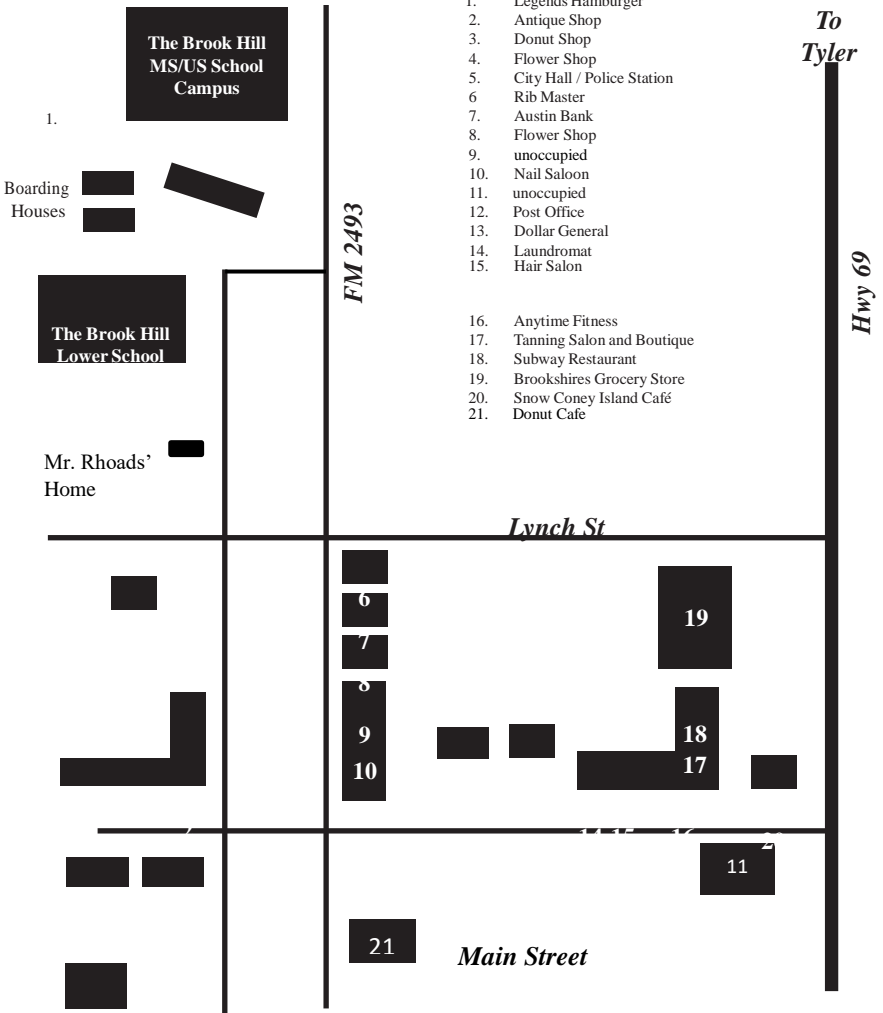 1. Legends Hamburger
2. Antique Shop
3. Donut Shop
4. Flower Shop
5. City Hall / Police Station
6 Rib Master
7. Austin Bank
8. Flower Shop
9. unoccupied
10. Nail Saloon
11. unoccupied
12. Post Office
13. Dollar General
14. Laundromat
15. Hair Salon
16. Anytime Fitness
17. Tanning Salon and Boutique
18. Subway Restaurant
19. Brookshires Grocery Store
20. Snow Coney Island Café
21. Donut Cafe
To
Tyler
The Brook Hill
MS/US School
Campus
1.
Boarding
Houses
FM 2493
Hwy 69
The Brook Hill
Lower School
Mr. Rhoads’
Home
Lynch St
6
7
8
9
10
19
18
17
14 15
16
20
11
21
Main Street